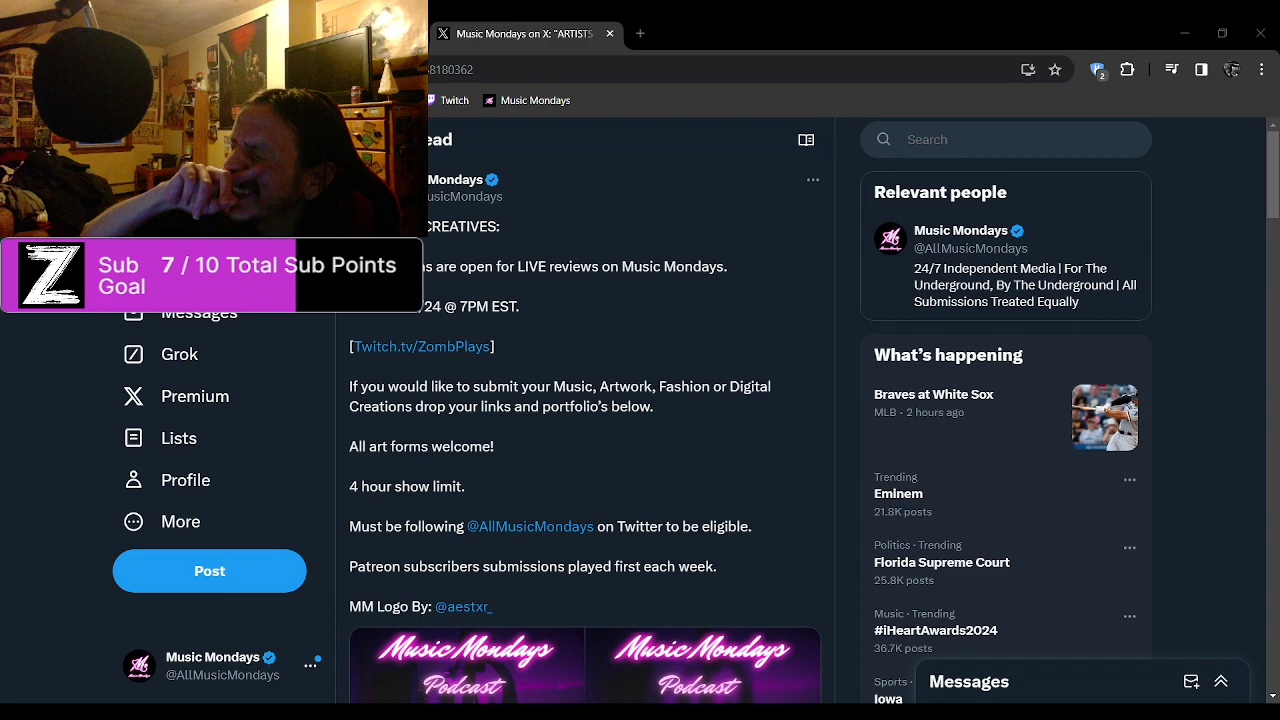 Music Mondays on X: "ARTISTS
8180362
2
Twitch
Music Mondays
ead
Mondays
usicMondays
CREATIVES:
ns are open for LIVE reviews on Music Mondays.
24 @ 7PM EST.
[Twitch.tv/ZombPlays]
If you would like to submit your Music, Artwork, Fashion or Digital
Creations drop your links and portfolio's below.
All art forms welcome!
4 hour show limit.
Must be following @AllMusicMondays on Twitter to be eligible.
Patreon subscribers submissions played first each week.
MM Logo By: @aestxr_
Music Mondays
Podcast
Music Mondays
Podcast
Z
Sub Goal
7 / 10 Total Sub Points
Messages
Grok
Premium
Lists
Profile
More
Post
Music Mondays
@AllMusicMondays
Search
Relevant people
Music Mondays
@AllMusicMondays
24/7 Independent Media | For The
Underground, By The Underground | All
Submissions Treated Equally
What's happening
Braves at White Sox
MLB · 2 hours ago
Trending
Eminem
21.8K posts
Politics · Trending
Florida Supreme Court
25.8K posts
Music · Trending
#iHeartAwards2024
36.7K posts
Sports ·
Iowa
Messages